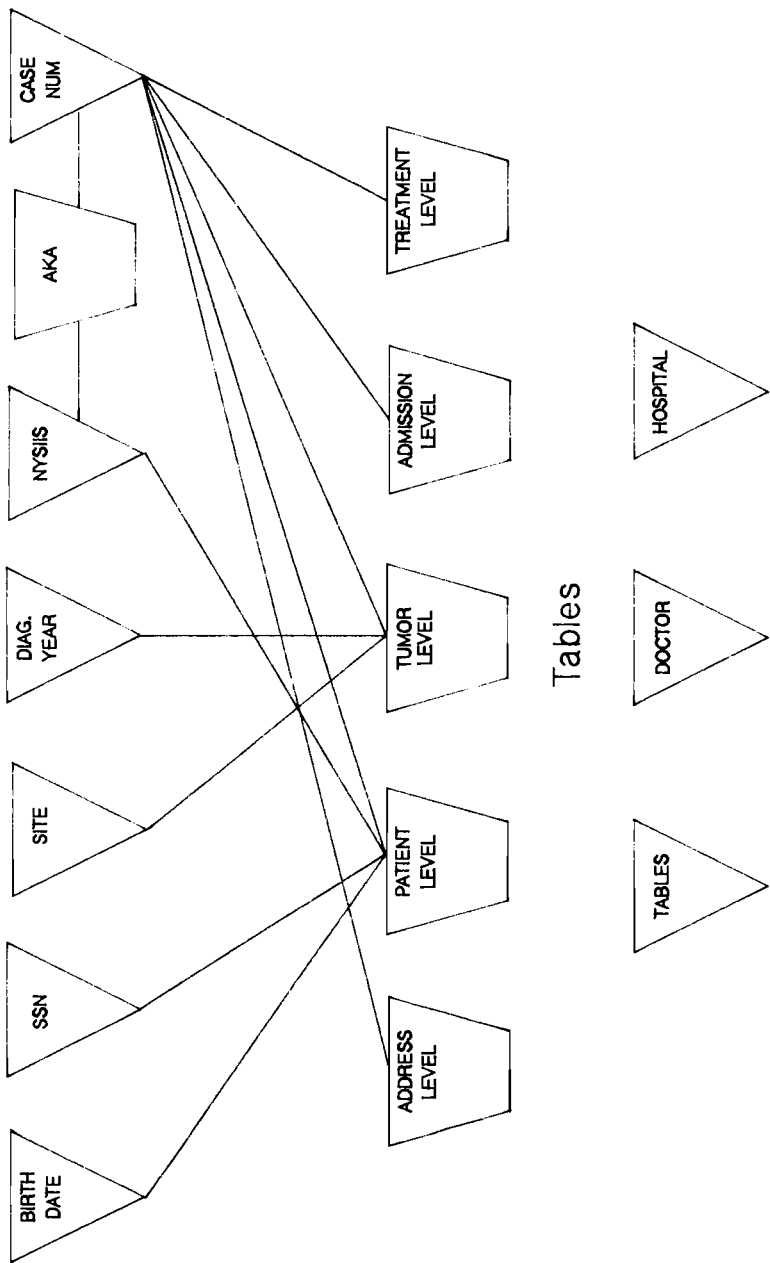 BIRTH
DATE
SSN
SITE
DIAG.
YEAR
NYSIIS
AKA
CASE
NUM
ADDRESS
LEVEL
PATIENT
LEVEL
TUMOR
LEVEL
ADMISSION
LEVEL
TREATMENT
LEVEL
Tables
TABLES
DOCTOR
HOSPITAL